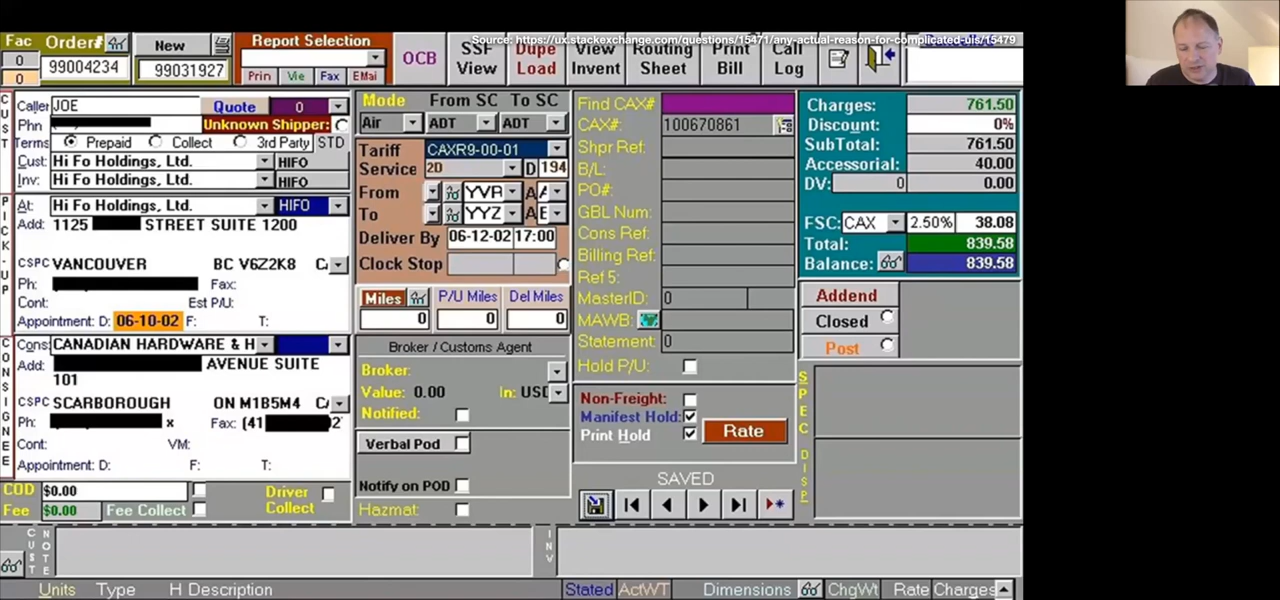 Source: https://ux.stackexchange.com/questions/15471/any-actual-reason-for-complicated-uis/15479
Fac Order# New Report Selection OCB SSF View Dupe Load View Invent Routing Sheet Print Bill Call Log
0 99004234 99031927
0 Prin Vie Fax EMai
CUST
Caller JOE Quote 0
Phn Unknown Shipper:
Terms Prepaid Collect 3rd Party STD
Cust: Hi Fo Holdings, Ltd. HIFO
Inv: Hi Fo Holdings, Ltd. HIFO
PICK-UP
At: Hi Fo Holdings, Ltd. HIFO
Add: 1125 STREET SUITE 1200
CSPC VANCOUVER BC V6Z2K8
Ph: Fax:
Cont: Est P/U:
Appointment: D: 06-10-02 F: T:
CONSIGNEE
Cons: CANADIAN HARDWARE & H
Add: AVENUE SUITE
101
CSPC SCARBOROUGH ON M1B5M4
Ph: x Fax: (41
Cont: VM:
Appointment: D: F: T:
COD $0.00 Driver
Fee $0.00 Fee Collect Collect
Mode From SC To SC
Air ADT ADT
Tariff CAXR9-00-01
Service 2D D 194
From YVR A A
To YYZ A E
Deliver By 06-12-02 17:00
Clock Stop
Miles P/U Miles Del Miles
0 0 0
Broker / Customs Agent
Broker:
Value: 0.00 In: USD
Notified:
Verbal Pod
Notify on POD
Hazmat:
Find CAX#
CAX#: 100670861
Shpr Ref:
B/L:
PO#:
GBL Num:
Cons Ref:
Billing Ref:
Ref 5:
MasterID: 0
MAWB:
Statement: 0
Hold P/U:
Non-Freight:
Manifest Hold:
Print Hold Rate
SAVED
Charges: 761.50
Discount: 0%
SubTotal: 761.50
Accessorial: 40.00
DV: 0 0.00
FSC: CAX 2.50% 38.08
Total: 839.58
Balance: 839.58
Addend
Closed
Post
SPEC DISP
CUST NOTE INV
Units Type H Description Stated ActWT Dimensions ChgWt Rate Charges